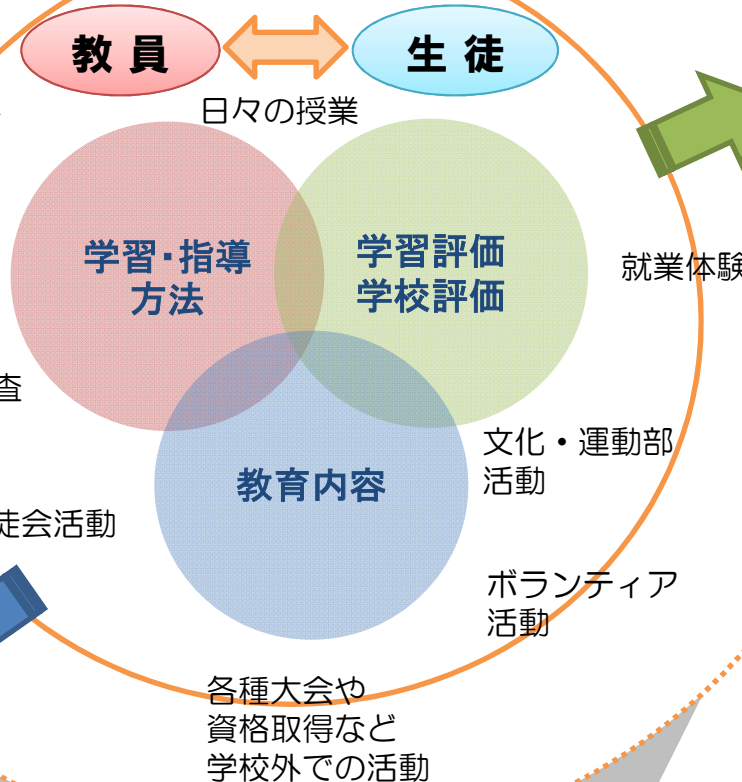 教員
生徒
日々の授業
学習・指導
方法
学習評価
学校評価
就業体験
査
文化・運動部
活動
教育内容
徒会活動
ボランティア
活動
各種大会や
資格取得など
学校外での活動